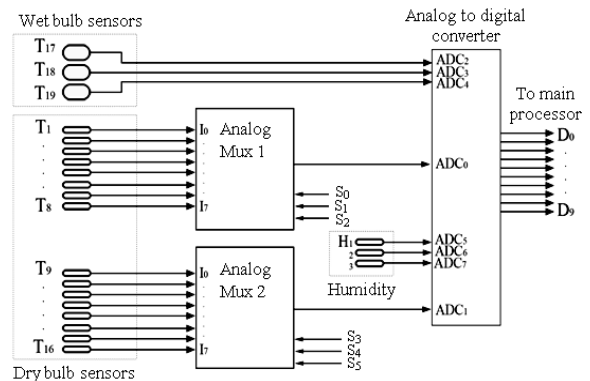 Wet bulb sensors
Analog to digital
converter
T17
T18
T19
ADC2
ADC3
ADC4
To main
processor
T1
T8
I0
I7
Analog
Mux 1
S0
S1
S2
ADC0
D0
D9
H1
2
3
Humidity
ADC5
ADC6
ADC7
T9
T16
I0
I7
Analog
Mux 2
ADC1
S3
S4
S5
Dry bulb sensors